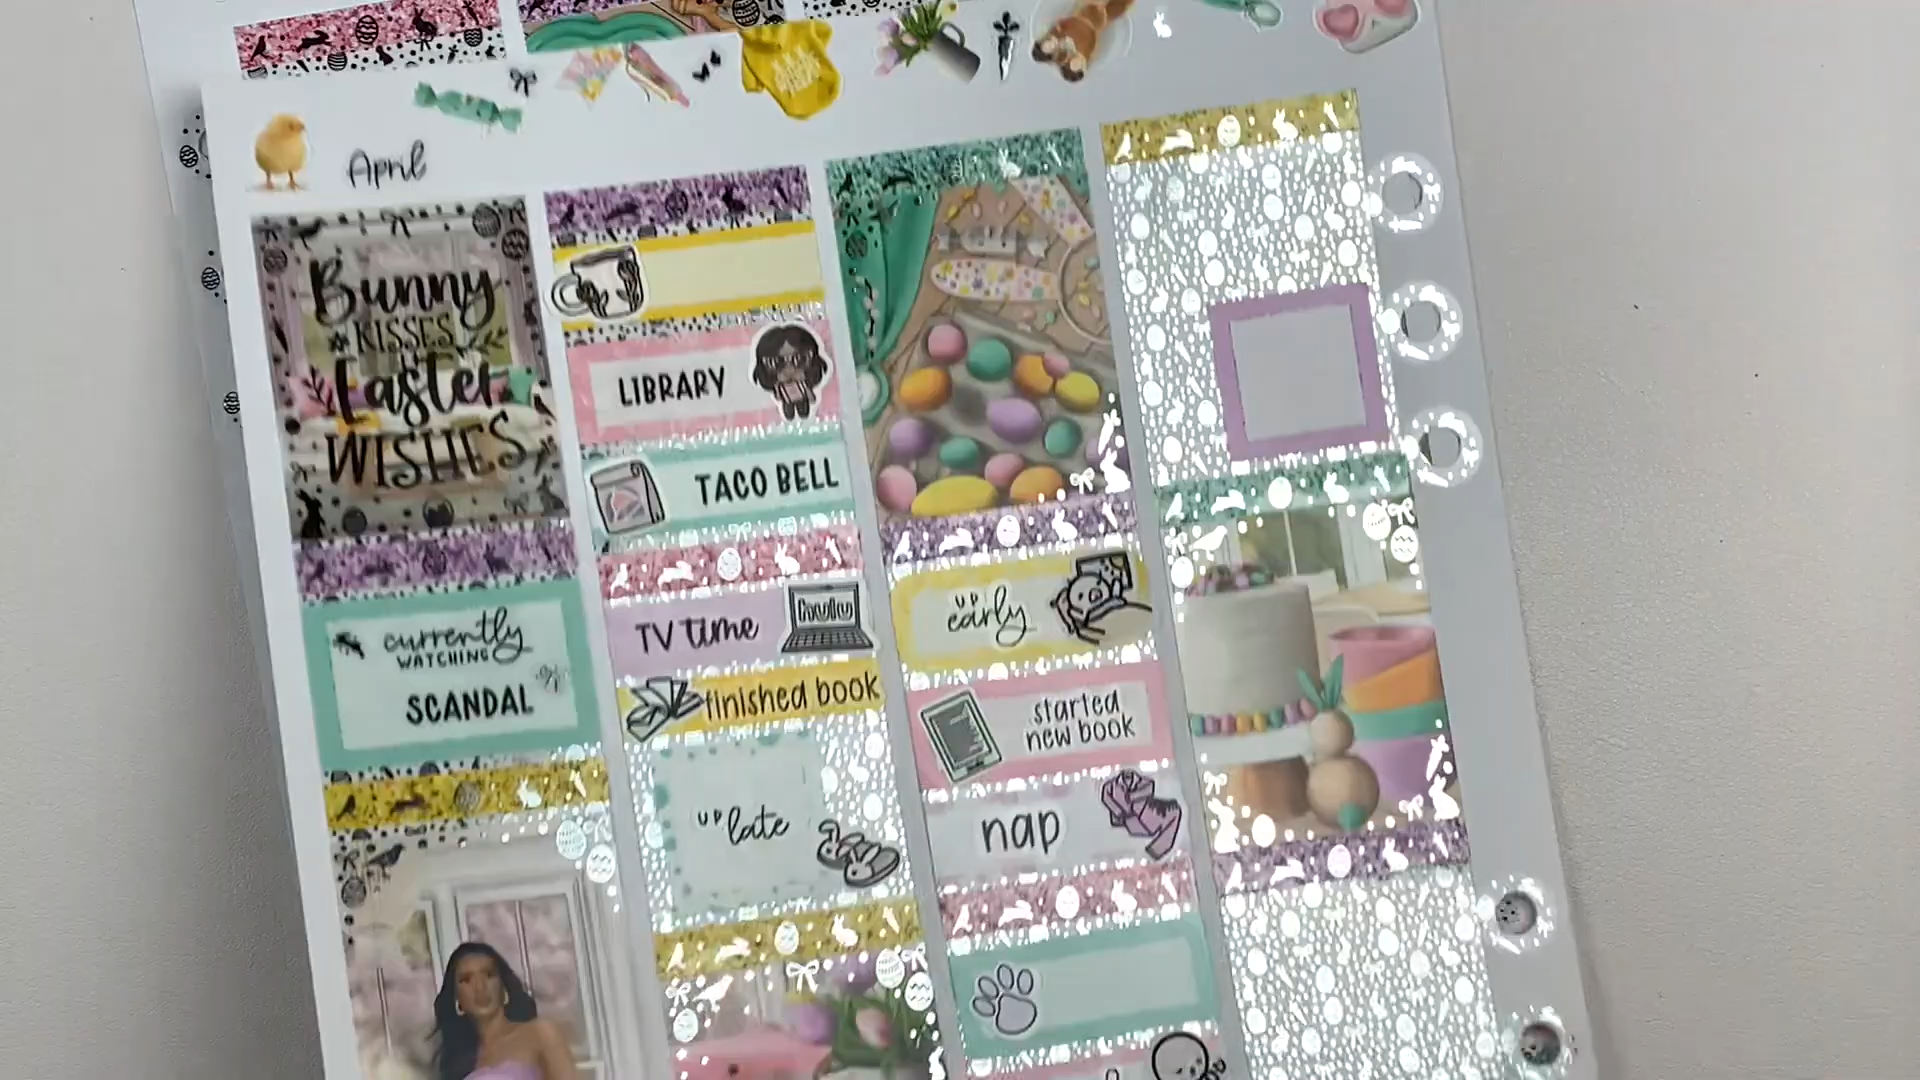 April
Bunny
KISSES
Easter
WISHES
currently
WATCHING
SCANDAL
LIBRARY
TACO BELL
TV time
hulu
finished book
up late
up
early
started
new book
nap